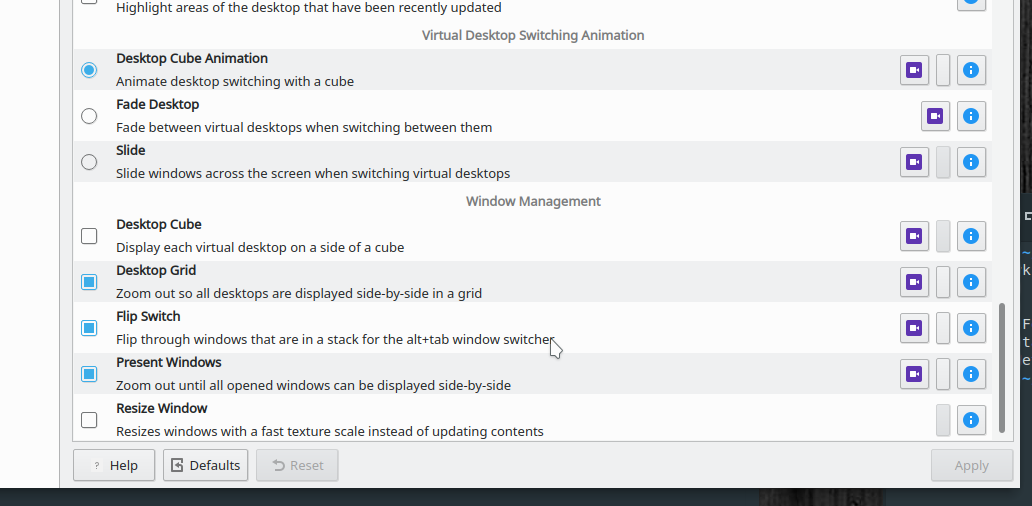 Highlight areas of the desktop that have been recently updated
Virtual Desktop Switching Animation
Desktop Cube Animation
Animate desktop switching with a cube
Fade Desktop
Fade between virtual desktops when switching between them
Slide
Slide windows across the screen when switching virtual desktops
Window Management
Desktop Cube
Display each virtual desktop on a side of a cube
Desktop Grid
Zoom out so all desktops are displayed side-by-side in a grid
Flip Switch
Flip through windows that are in a stack for the alt+tab window switcher
Present Windows
Zoom out until all opened windows can be displayed side-by-side
Resize Window
Resizes windows with a fast texture scale instead of updating contents
? Help
Defaults
Reset
Apply
~
k
F
t
e
~